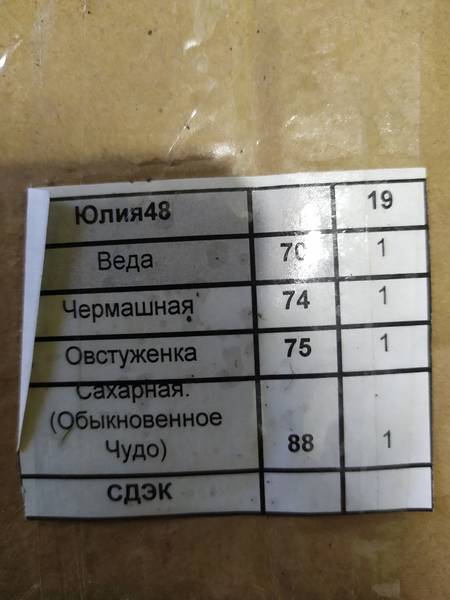 Юлия48 19
Веда 70 1
Чермашная 74 1
Овстуженка 75 1
Сахарная.
(Обыкновенное
Чудо) 88 1
СДЭК